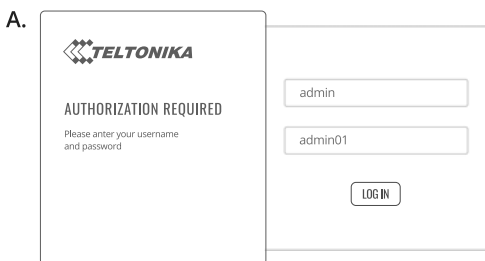 A.
TELTONIKA
AUTHORIZATION REQUIRED
Please anter your username
and password
admin
admin01
LOG IN